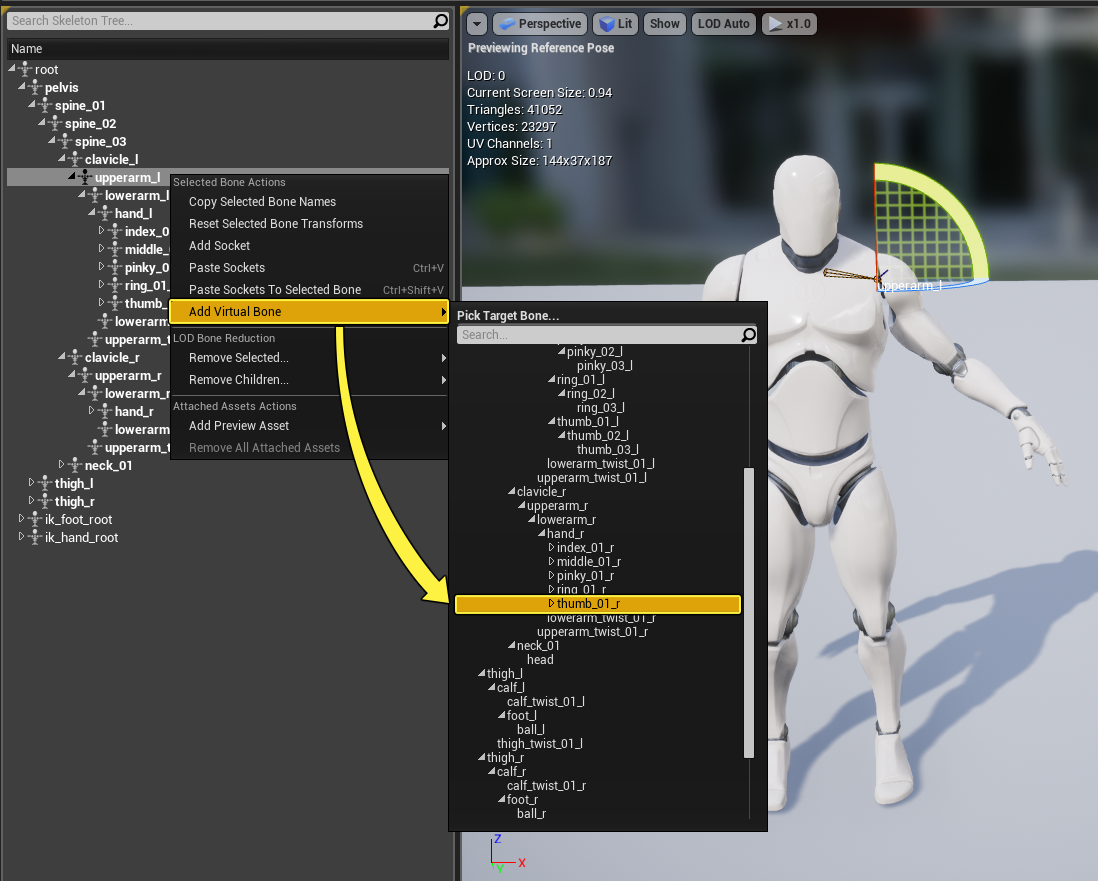 Search Skeleton Tree...
Name
root
pelvis
spine_01
spine_02
spine_03
clavicle_l
upperarm_l
lowerarm_l
hand_l
index_0
middle_
pinky_0
ring_01_
thumb_
lowerarm
upperarm_t
clavicle_r
upperarm_r
lowerarm_r
hand_r
lowerarm
upperarm_t
neck_01
thigh_l
thigh_r
ik_foot_root
ik_hand_root
Selected Bone Actions
Copy Selected Bone Names
Reset Selected Bone Transforms
Add Socket
Paste Sockets Ctrl+V
Paste Sockets To Selected Bone Ctrl+Shift+V
Add Virtual Bone
LOD Bone Reduction
Remove Selected...
Remove Children...
Attached Assets Actions
Add Preview Asset
Remove All Attached Assets
Pick Target Bone...
Search...
pinky_02_l
pinky_03_l
ring_01_l
ring_02_l
ring_03_l
thumb_01_l
thumb_02_l
thumb_03_l
lowerarm_twist_01_l
upperarm_twist_01_l
clavicle_r
upperarm_r
lowerarm_r
hand_r
index_01_r
middle_01_r
pinky_01_r
ring_01_r
thumb_01_r
lowerarm_twist_01_r
upperarm_twist_01_r
neck_01
head
thigh_l
calf_l
calf_twist_01_l
foot_l
ball_l
thigh_twist_01_l
thigh_r
calf_r
calf_twist_01_r
foot_r
ball_r
Perspective Lit Show LOD Auto x1.0
Previewing Reference Pose
LOD: 0
Current Screen Size: 0.94
Triangles: 41052
Vertices: 23297
UV Channels: 1
Approx Size: 144x37x187
upperarm_l
Z
X
Y